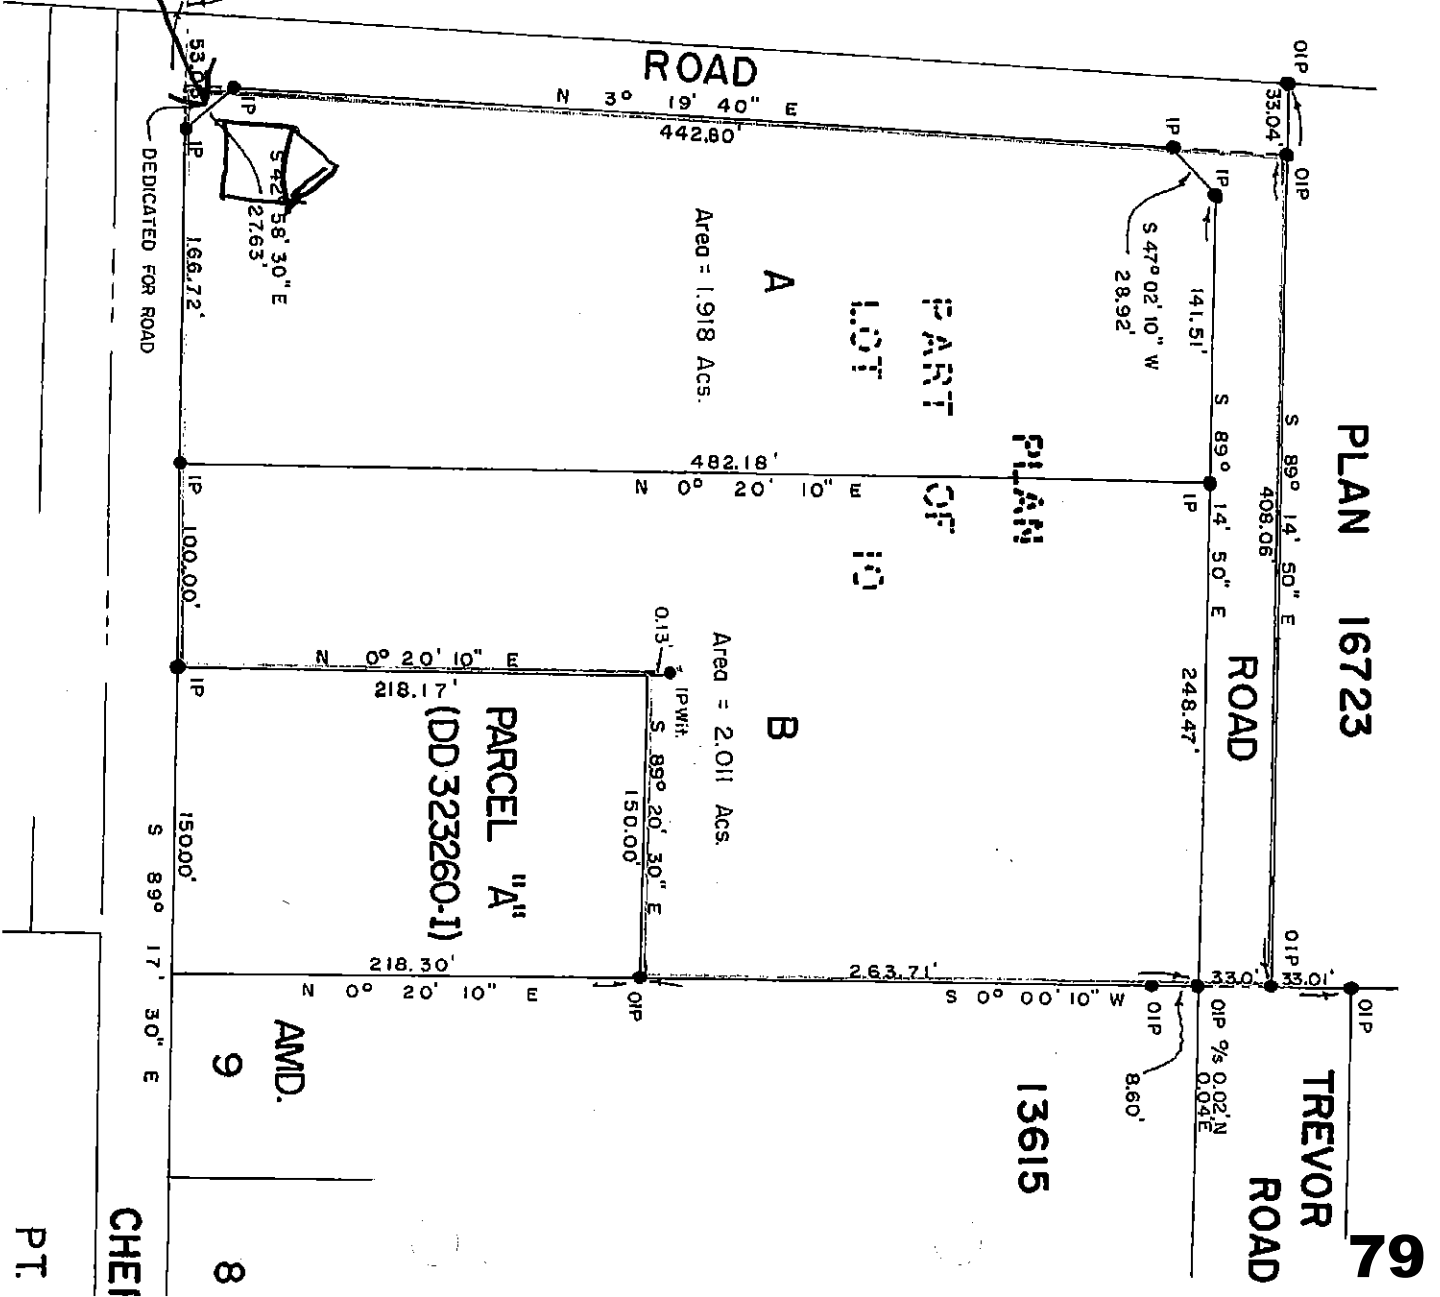 ROAD
N 3° 19' 40" E
442.80'
OIP
33.04'
OIP
IP
IP
S 47° 02' 10" W
28.92'
141.51'
S 89° 14' 50" E
248.47'
ROAD
S 89° 14' 50" E
408.06'
PLAN 16723
IP
IP
S 42° 58' 30" E
27.63'
DEDICATED FOR ROAD
166.72'
A
Area = 1.918 Acs.
PART OF
LOT 10
PLAN
482.18'
N 0° 20' 10" E
IP
IP
100.00'
IP
N 0° 20' 10" E
218.17'
0.13'
IP Wit.
B
Area = 2.011 Acs.
S 89° 20' 30" E
150.00'
PARCEL "A"
(DD 323260-I)
150.00'
S 89° 17' 30" E
218.30'
N 0° 20' 10" E
OIP
263.71'
S 0° 00' 10" W
OIP
8.60'
33.0'
33.01'
OIP
OIP
OIP º/s 0.02'N
0.04'E
TREVOR
ROAD
13615
AMD.
9
8
PT.
79